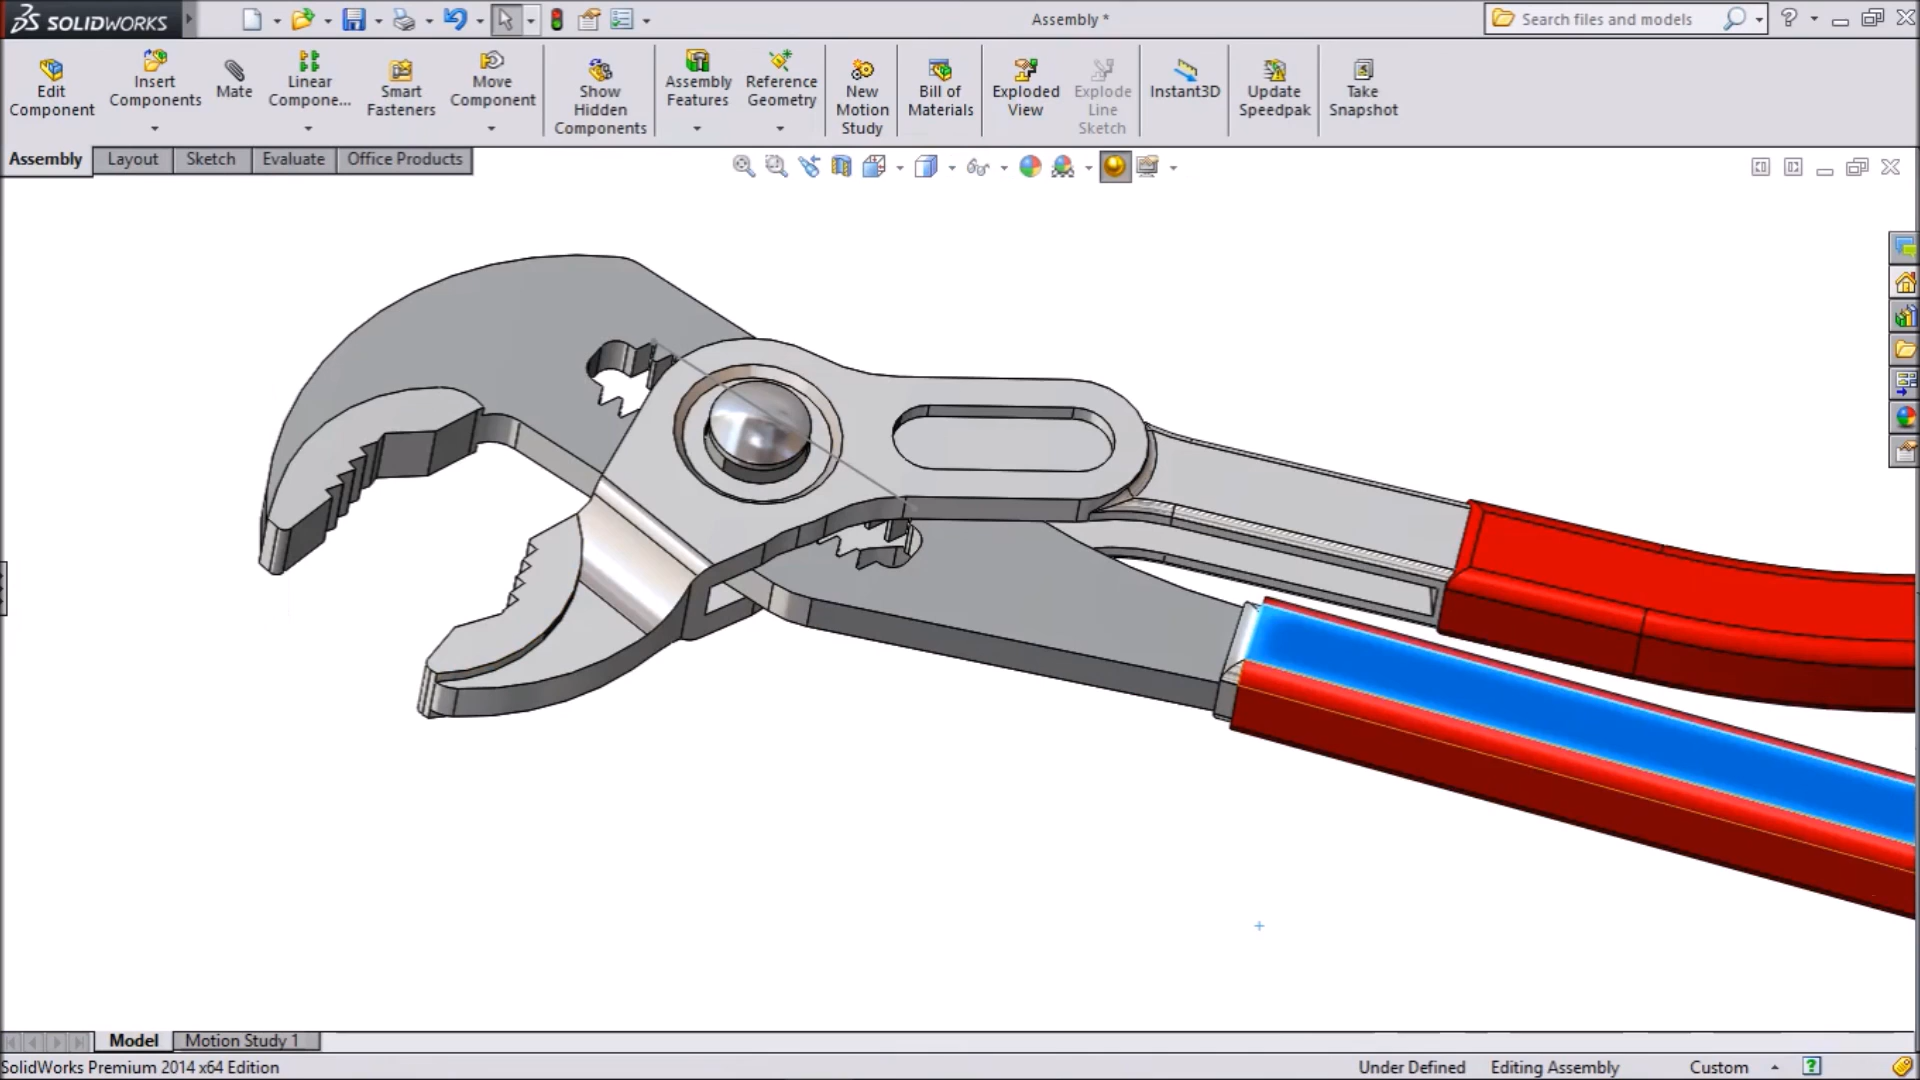 SOLIDWORKS
Assembly *
Search files and models
Edit Component
Insert Components
Mate
Linear Compone...
Smart Fasteners
Move Component
Show Hidden Components
Assembly Features
Reference Geometry
New Motion Study
Bill of Materials
Exploded View
Explode Line Sketch
Instant3D
Update Speedpak
Take Snapshot
Assembly
Layout
Sketch
Evaluate
Office Products
Model
Motion Study 1
SolidWorks Premium 2014 x64 Edition
Under Defined
Editing Assembly
Custom